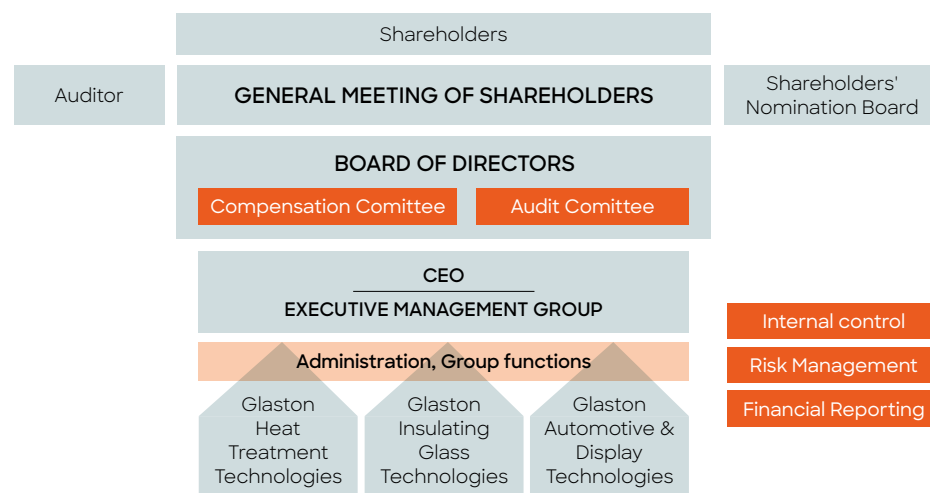 Shareholders
Auditor
GENERAL MEETING OF SHAREHOLDERS
Shareholders'
Nomination Board
BOARD OF DIRECTORS
Compensation Comittee
Audit Comittee
CEO
EXECUTIVE MANAGEMENT GROUP
Internal control
Administration, Group functions
Risk Management
Financial Reporting
Glaston
Heat
Treatment
Technologies
Glaston
Insulating
Glass
Technologies
Glaston
Automotive &
Display
Technologies